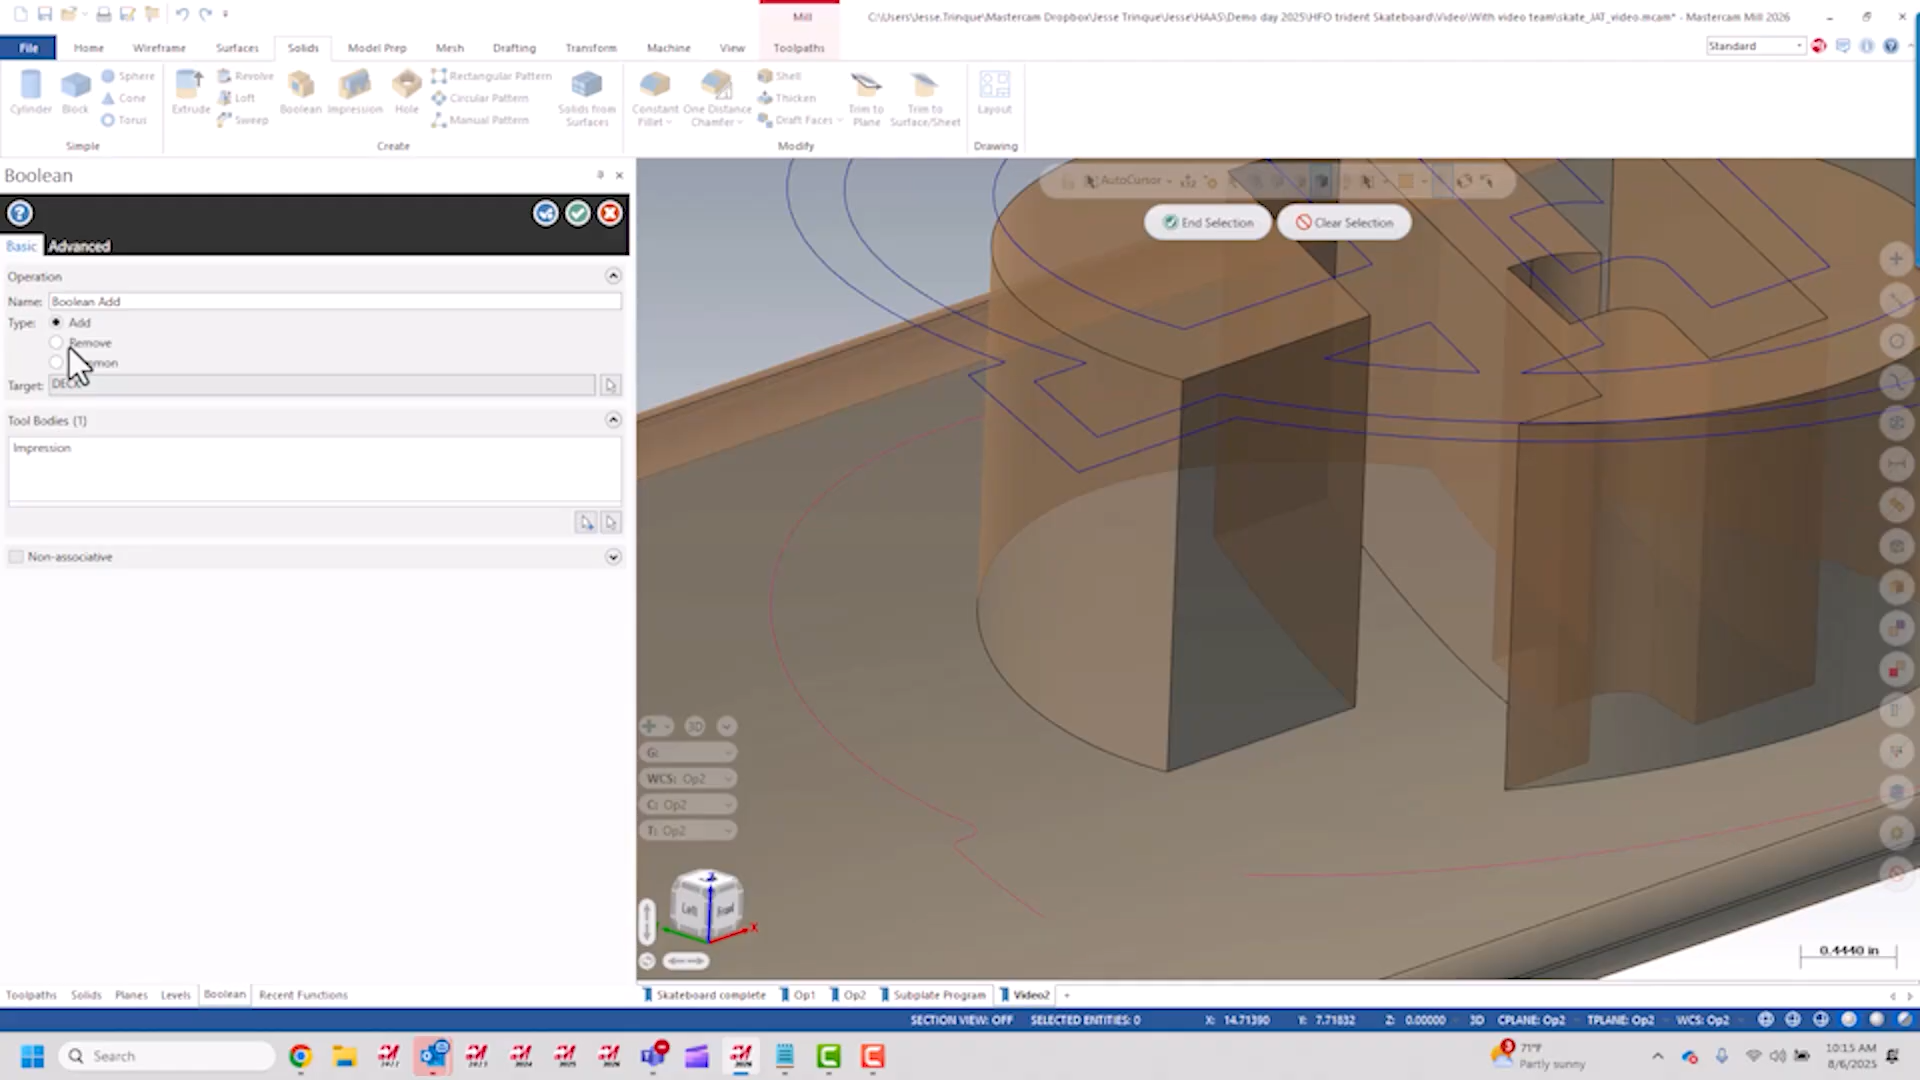 Mill
C:\Users\Jesse.Trinque\Mastercam Dropbox\Jesse Trinque\Jesse\HAAS\Demo day 2025\HFO trident Skateboard\Video\With video team\skate_JAT_video.mcam* - Mastercam Mill 2026
File Home Wireframe Surfaces Solids Model Prep Mesh Drafting Transform Machine View Toolpaths
Standard
Cylinder Block Sphere Cone Torus
Simple
Extrude Revolve Loft Sweep Boolean Impression Hole Rectangular Pattern Circular Pattern Manual Pattern Solids from Surfaces
Create
Constant Fillet One Distance Chamfer Shell Thicken Draft Faces Trim to Plane Trim to Surface/Sheet
Modify
Layout
Drawing
Boolean
Basic Advanced
Operation
Name: Boolean Add
Type: Add
Remove
mon
Target: DECK
Tool Bodies (1)
Impression
Non-associative
AutoCursor
End Selection Clear Selection
3D
G:
WCS: Op2
C: Op2
T: Op2
Left Front
X
0.4440 in
Toolpaths Solids Planes Levels Boolean Recent Functions
Skateboard complete Op1 Op2 Subplate Program Video2 +
SECTION VIEW: OFF SELECTED ENTITIES: 0 X: 14.71390 Y: 7.71832 Z: 0.00000 3D CPLANE: Op2 TPLANE: Op2 WCS: Op2
Search
3
71°F
Partly sunny
10:15 AM
8/6/2025